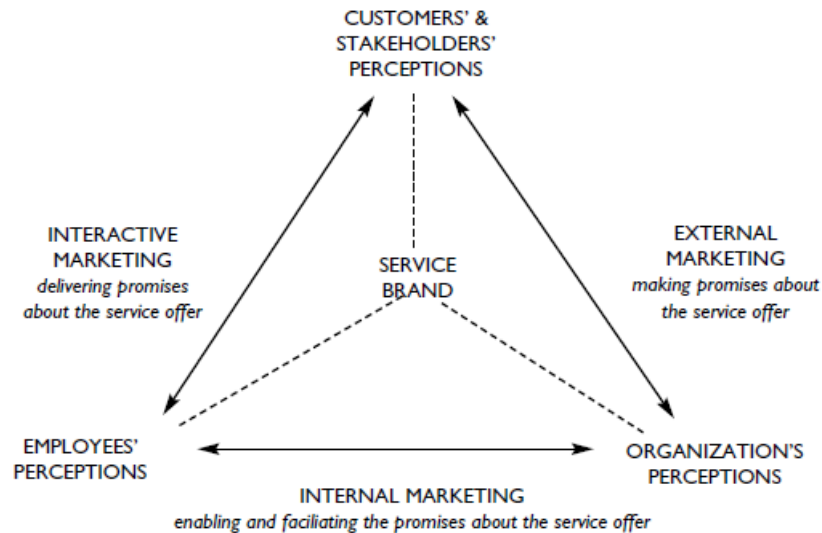 CUSTOMERS' &
STAKEHOLDERS'
PERCEPTIONS
INTERACTIVE
MARKETING
delivering promises
about the service offer
EXTERNAL
MARKETING
making promises about
the service offer
SERVICE
BRAND
EMPLOYEES'
PERCEPTIONS
ORGANIZATION'S
PERCEPTIONS
INTERNAL MARKETING
enabling and faciliating the promises about the service offer